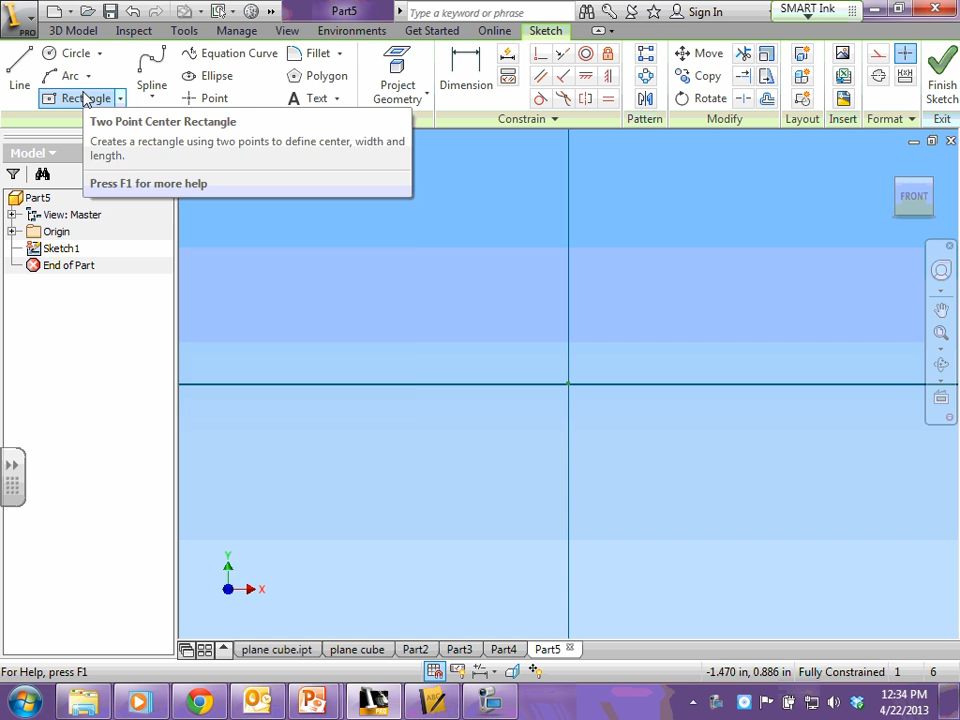 PRO
Part5
Type a keyword or phrase
Sign In
SMART Ink
3D Model
Inspect
Tools
Manage
View
Environments
Get Started
Online
Sketch
Line
Circle
Arc
Rectangle
Spline
Equation Curve
Ellipse
Point
Fillet
Polygon
A Text
Project
Geometry
Dimension
Constrain
Pattern
Move
Copy
Rotate
Modify
Layout
Insert
Format
Finish
Sketch
Exit
Two Point Center Rectangle
Creates a rectangle using two points to define center, width and
length.
Press F1 for more help
Model
Part5
View: Master
Origin
Sketch1
End of Part
FRONT
Y
X
plane cube.ipt
plane cube
Part2
Part3
Part4
Part5
For Help, press F1
-1.470 in, 0.886 in
Fully Constrained
1
6
ABC
12:34 PM
4/22/2013